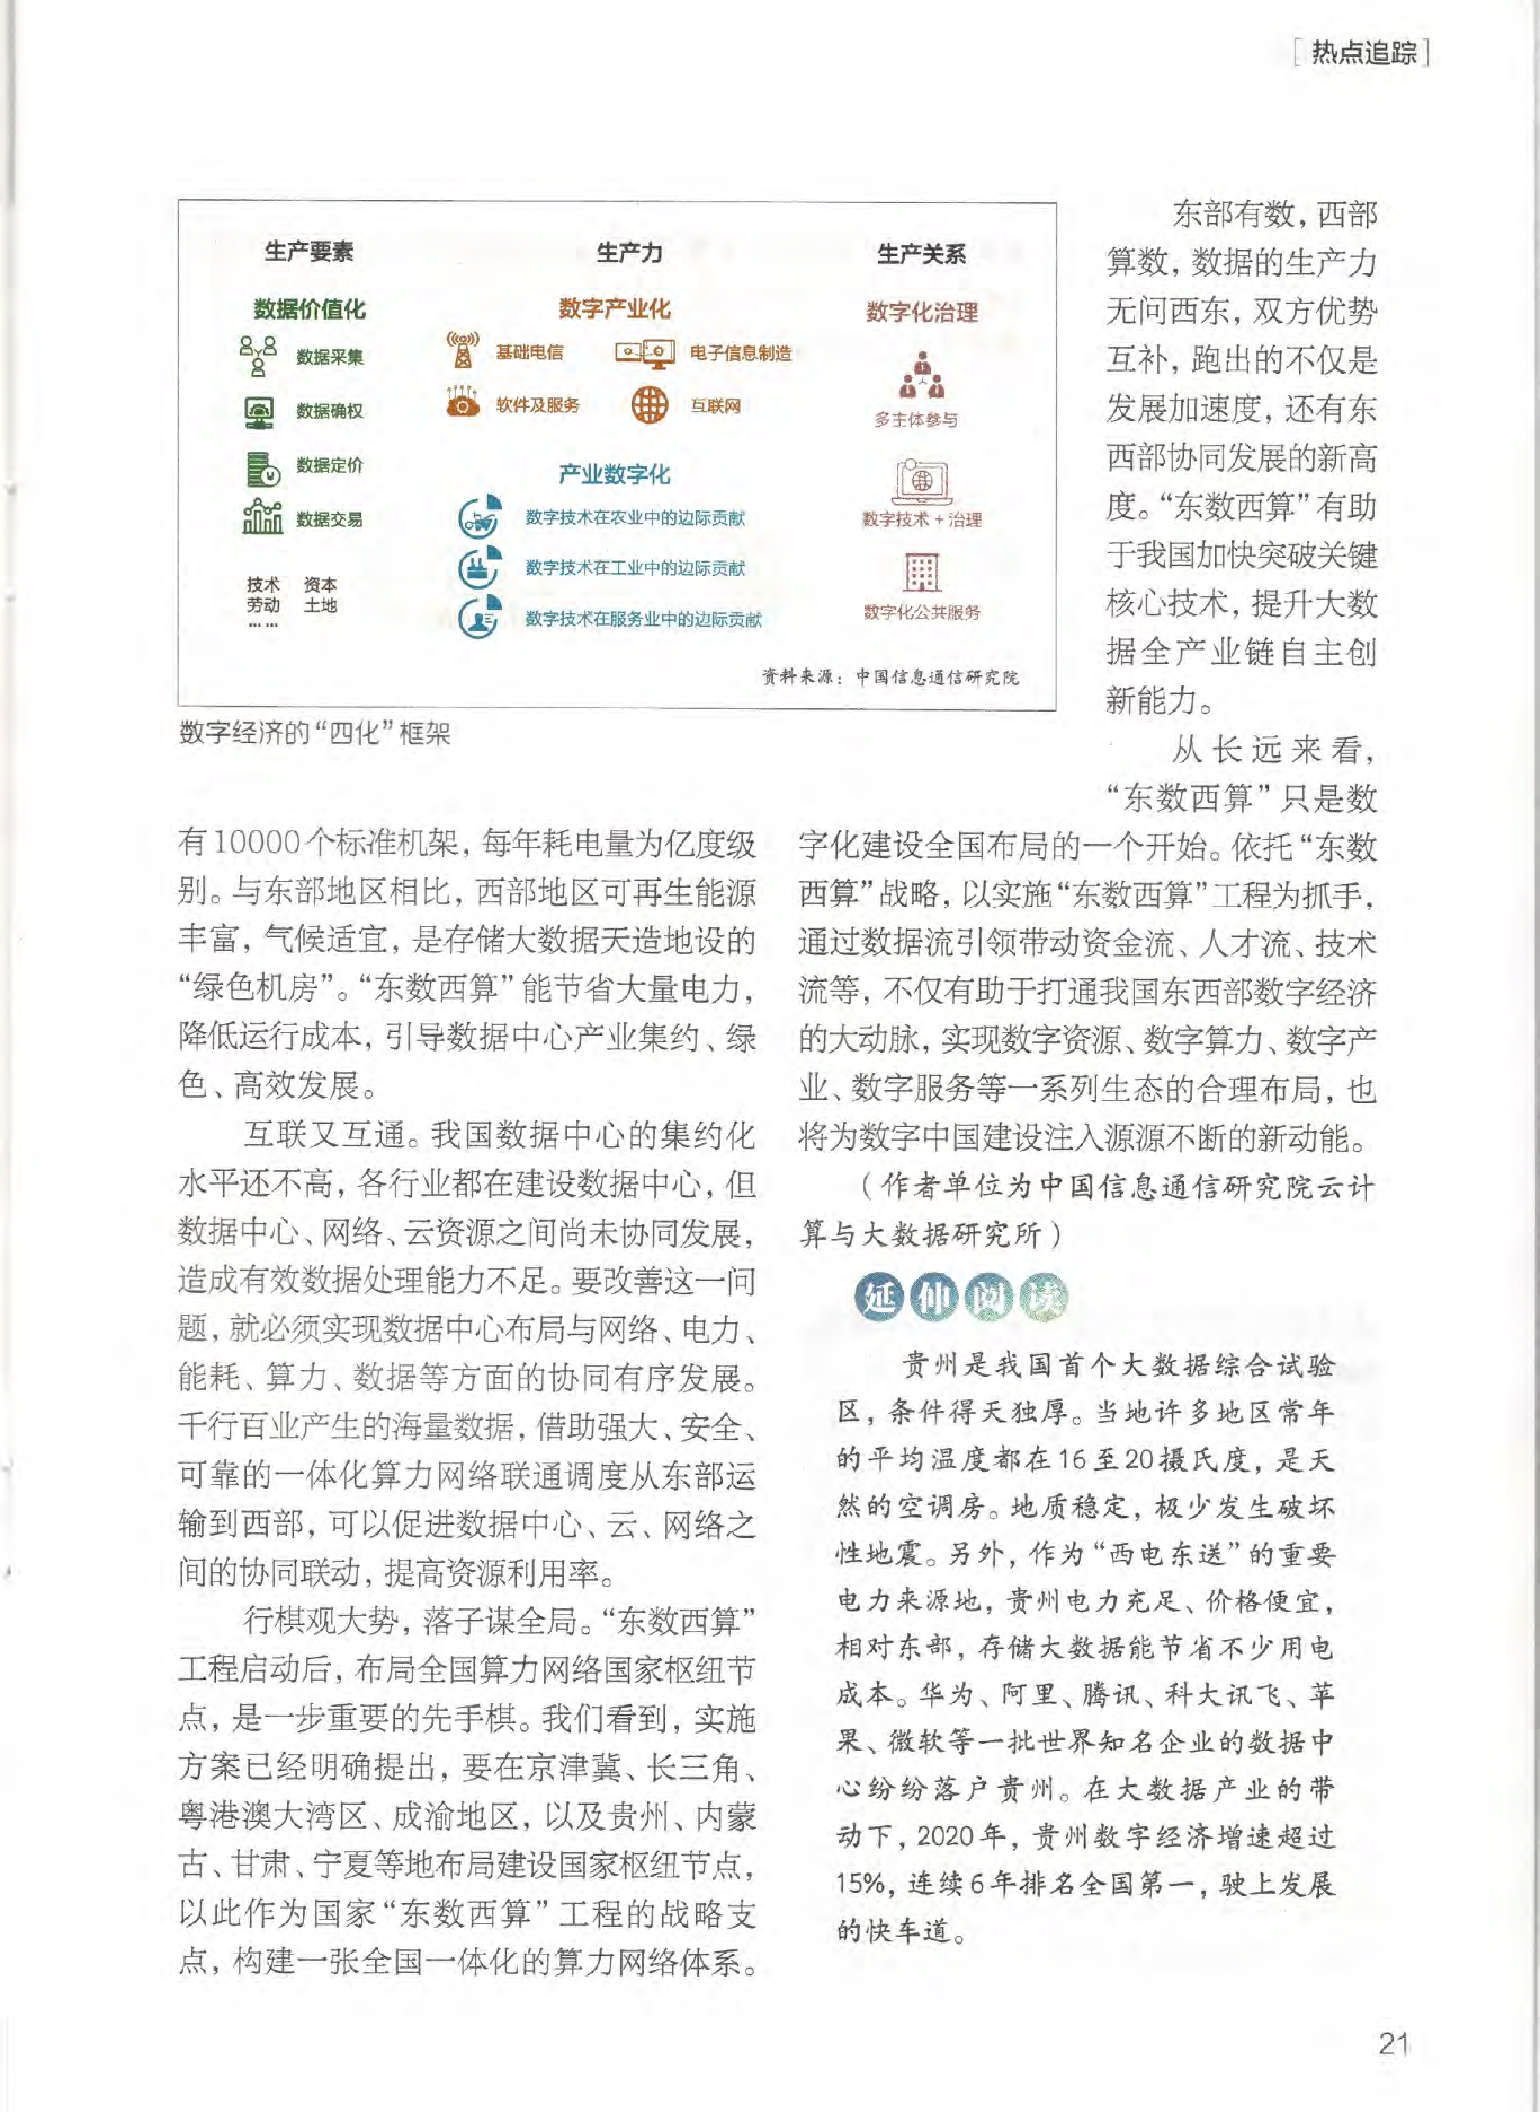 [热点追踪]
生产要素
数据价值化
数据采集
数据确权
数据定价
数据交易
技术 资本
劳动 土地
……
生产力
数字产业化
基础电信 电子信息制造
软件及服务 互联网
产业数字化
数字技术在农业中的边际贡献
数字技术在工业中的边际贡献
数字技术在服务业中的边际贡献
生产关系
数字化治理
多主体参与
数字技术+治理
数字化公共服务
资料来源：中国信息通信研究院
数字经济的“四化”框架
有10000个标准机架，每年耗电量为亿度级
别。与东部地区相比，西部地区可再生能源
丰富，气候适宜，是存储大数据天造地设的
“绿色机房”。“东数西算”能节省大量电力，
降低运行成本，引导数据中心产业集约、绿
色、高效发展。
互联又互通。我国数据中心的集约化
水平还不高，各行业都在建设数据中心，但
数据中心、网络、云资源之间尚未协同发展，
造成有效数据处理能力不足。要改善这一问
题，就必须实现数据中心布局与网络、电力、
能耗、算力、数据等方面的协同有序发展。
千行百业产生的海量数据，借助强大、安全、
可靠的一体化算力网络联通调度从东部运
输到西部，可以促进数据中心、云、网络之
间的协同联动，提高资源利用率。
行棋观大势，落子谋全局。“东数西算”
工程启动后，布局全国算力网络国家枢纽节
点，是一步重要的先手棋。我们看到，实施
方案已经明确提出，要在京津冀、长三角、
粤港澳大湾区、成渝地区，以及贵州、内蒙
古、甘肃、宁夏等地布局建设国家枢纽节点，
以此作为国家“东数西算”工程的战略支
点，构建一张全国一体化的算力网络体系。
东部有数，西部
算数，数据的生产力
无问西东，双方优势
互补，跑出的不仅是
发展加速度，还有东
西部协同发展的新高
度。“东数西算”有助
于我国加快突破关键
核心技术，提升大数
据全产业链自主创
新能力。
从长远来看，
“东数西算”只是数
字化建设全国布局的一个开始。依托“东数
西算”战略，以实施“东数西算”工程为抓手，
通过数据流引领带动资金流、人才流、技术
流等，不仅有助于打通我国东西部数字经济
的大动脉，实现数字资源、数字算力、数字产
业、数字服务等一系列生态的合理布局，也
将为数字中国建设注入源源不断的新动能。
（作者单位为中国信息通信研究院云计
算与大数据研究所）
延伸阅读
贵州是我国首个大数据综合试验
区，条件得天独厚。当地许多地区常年
的平均温度都在16至20摄氏度，是天
然的空调房。地质稳定，极少发生破坏
性地震。另外，作为“西电东送”的重要
电力来源地，贵州电力充足、价格便宜，
相对东部，存储大数据能节省不少用电
成本。华为、阿里、腾讯、科大讯飞、苹
果、微软等一批世界知名企业的数据中
心纷纷落户贵州。在大数据产业的带
动下，2020年，贵州数字经济增速超过
15%，连续6年排名全国第一，驶上发展
的快车道。
21